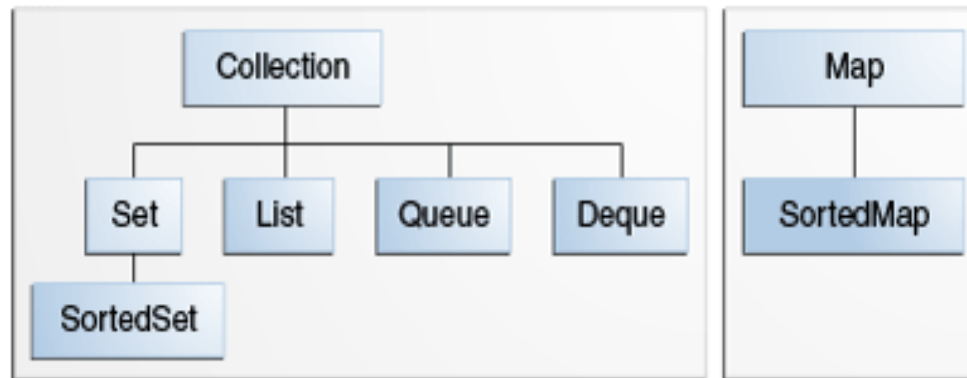 Collection
Map
Set
List
Queue
Deque
SortedMap
SortedSet